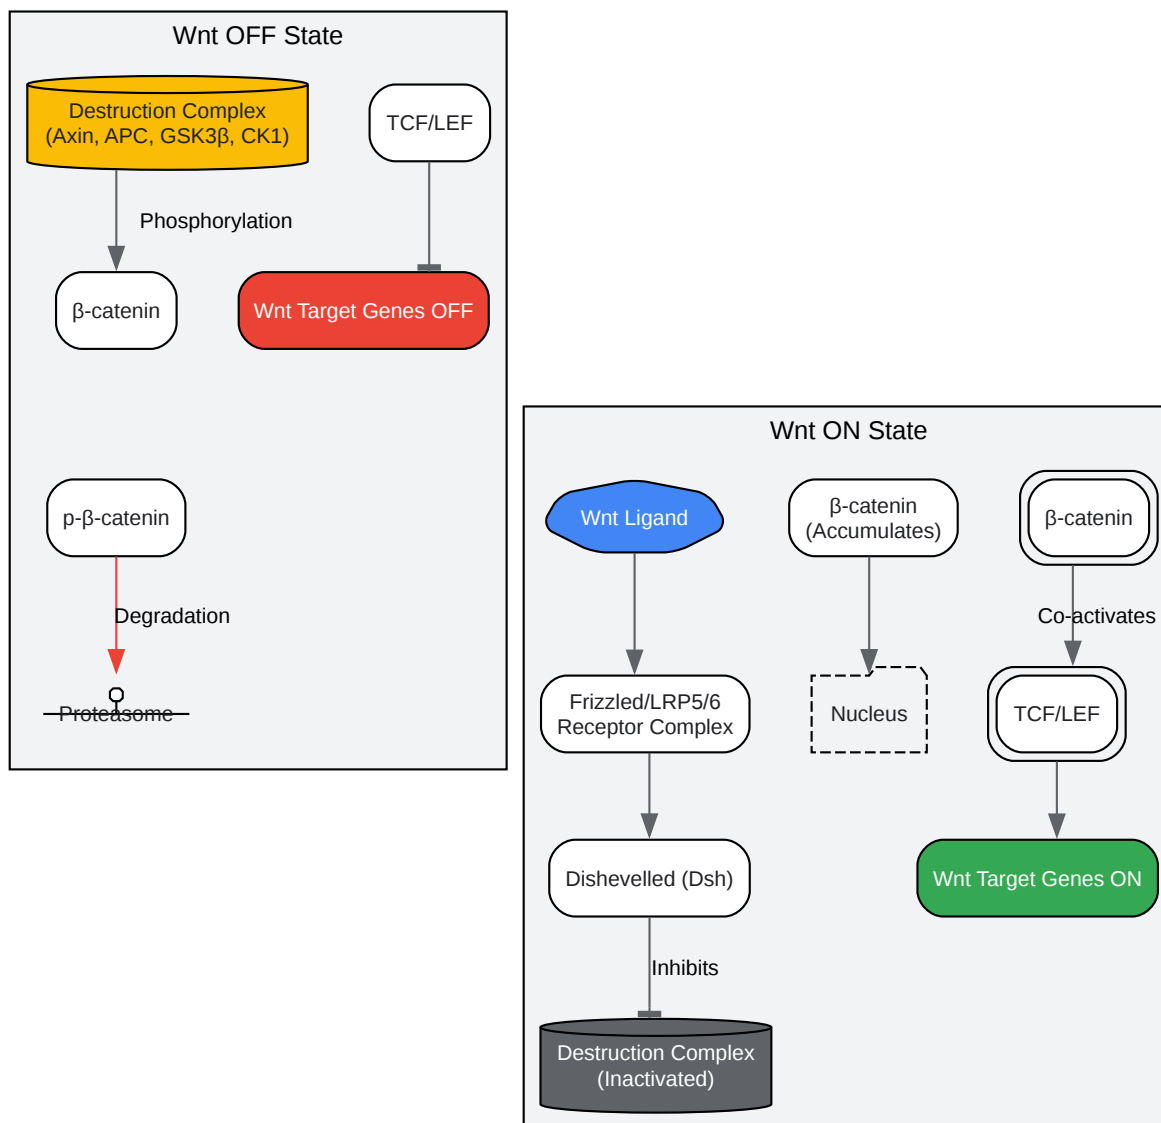 Wnt OFF State
Destruction Complex
(Axin, APC, GSK3β, CK1)
TCF/LEF
Phosphorylation
β-catenin
Wnt Target Genes OFF
p-β-catenin
Degradation
Proteasome
Wnt ON State
Wnt Ligand
β-catenin
(Accumulates)
β-catenin
Co-activates
Frizzled/LRP5/6
Receptor Complex
Nucleus
TCF/LEF
Dishevelled (Dsh)
Wnt Target Genes ON
Inhibits
Destruction Complex
(Inactivated)